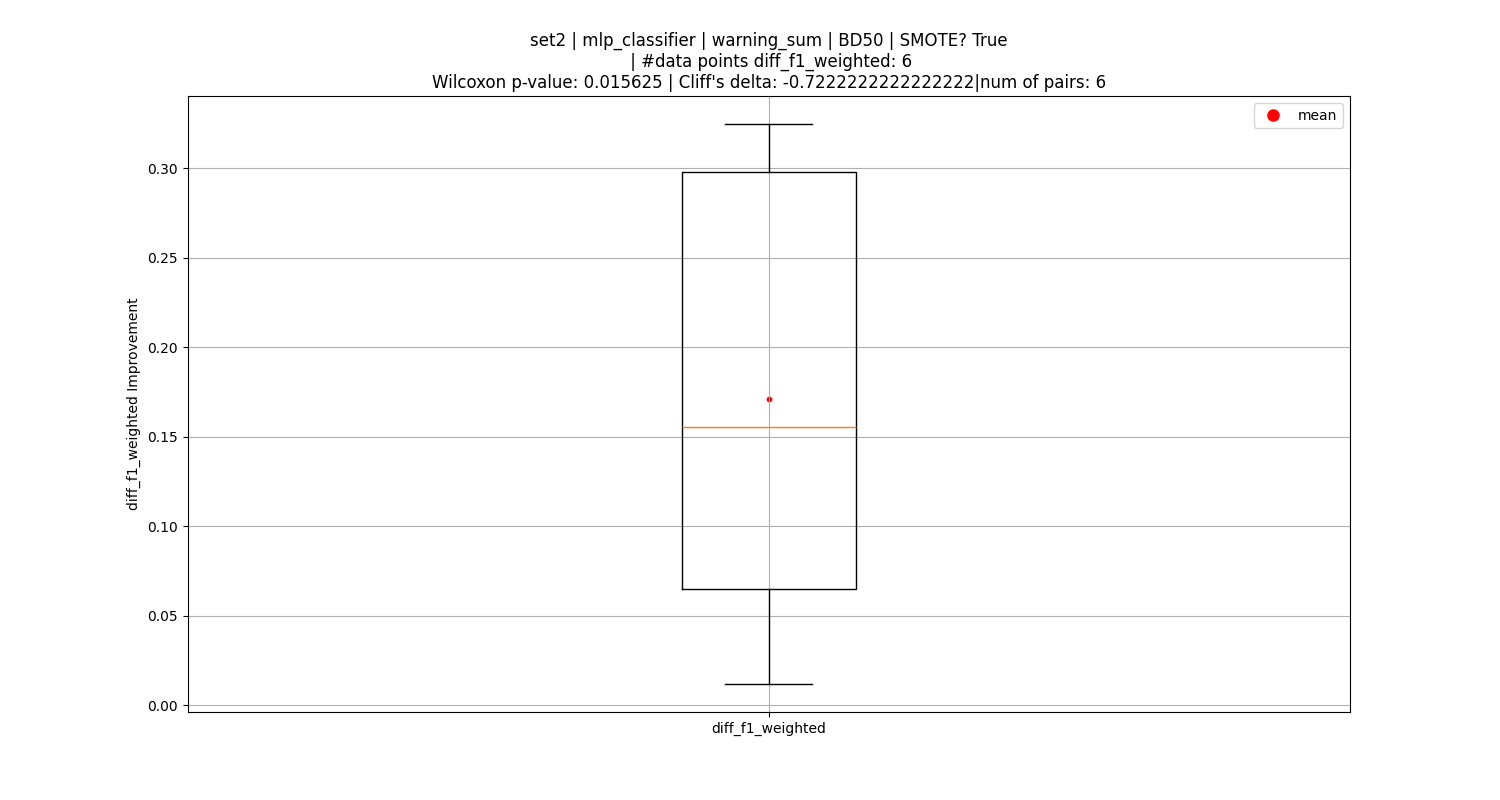 set2 | mlp_classifier | warning_sum | BD50 | SMOTE? True
| #data points diff_f1_weighted: 6
Wilcoxon p-value: 0.015625 | Cliff's delta: -0.7222222222222222|num of pairs: 6
mean
0.30
0.25
0.20
0.15
0.10
0.05
0.00
diff_f1_weighted Improvement
diff_f1_weighted